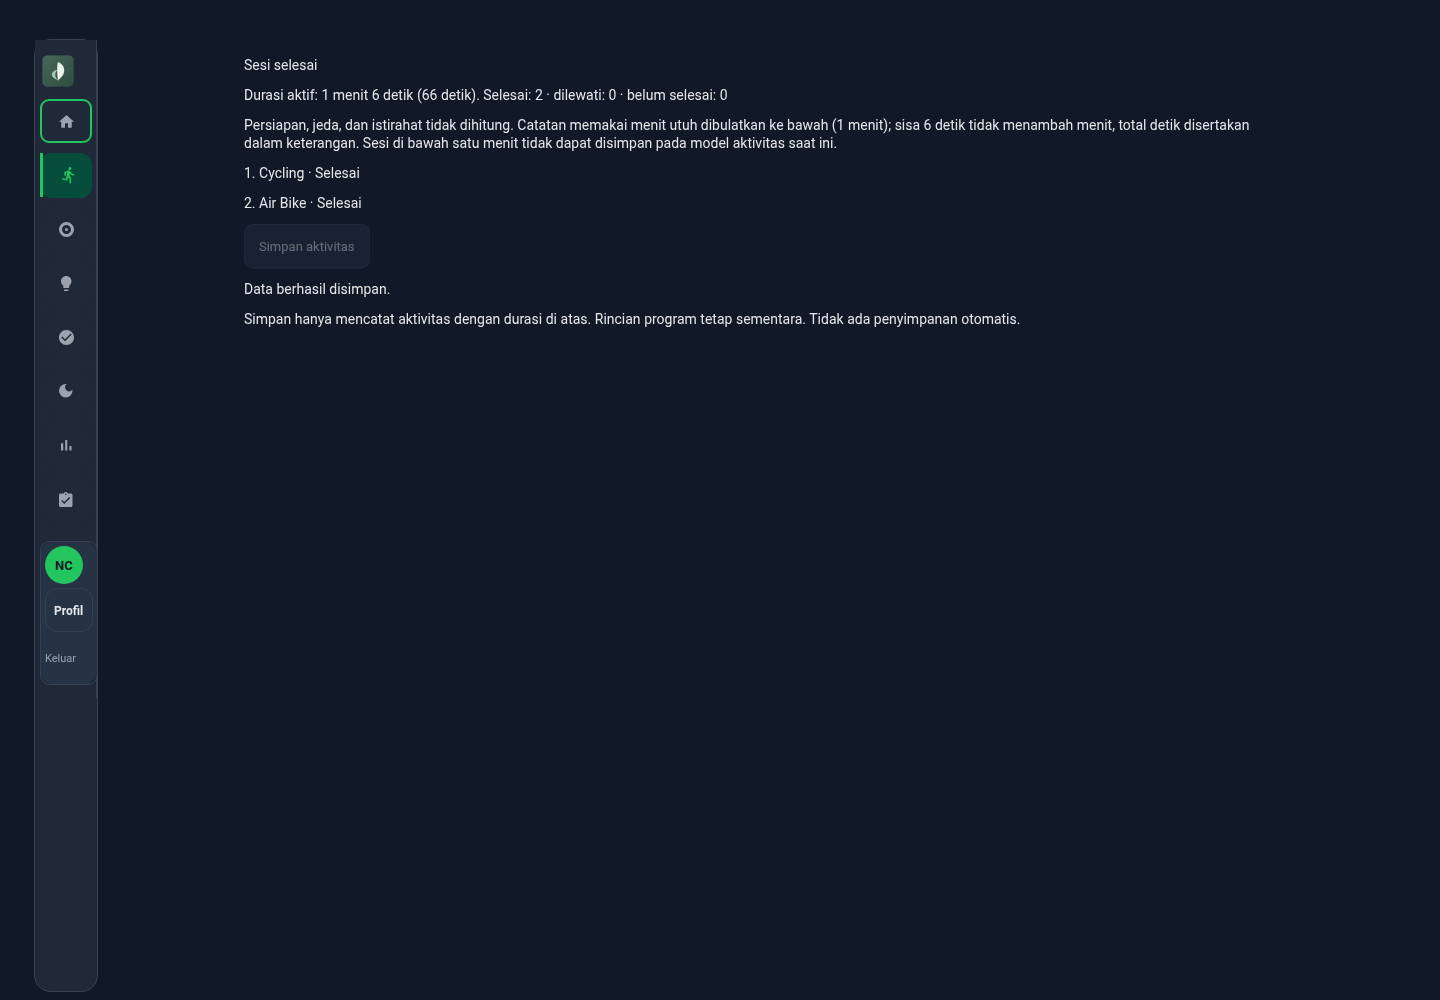 Sesi selesai
Durasi aktif: 1 menit 6 detik (66 detik). Selesai: 2 · dilewati: 0 · belum selesai: 0
Persiapan, jeda, dan istirahat tidak dihitung. Catatan memakai menit utuh dibulatkan ke bawah (1 menit); sisa 6 detik tidak menambah menit, total detik disertakan
dalam keterangan. Sesi di bawah satu menit tidak dapat disimpan pada model aktivitas saat ini.
1. Cycling · Selesai
2. Air Bike · Selesai
Simpan aktivitas
Data berhasil disimpan.
Simpan hanya mencatat aktivitas dengan durasi di atas. Rincian program tetap sementara. Tidak ada penyimpanan otomatis.
NC
Profil
Keluar